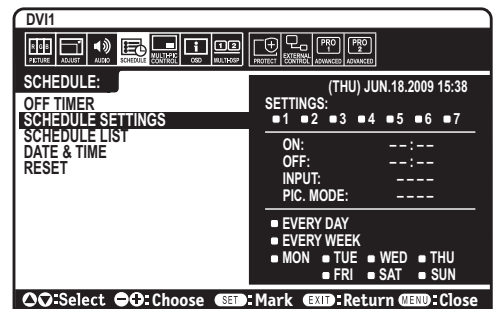 DVI1
RGB
PICTURE ADJUST AUDIO SCHEDULE MULTI-PIC CONTROL OSD MULTI-DSP PROTECT EXTERNAL CONTROL PRO 1 ADVANCED PRO 2 ADVANCED
SCHEDULE:
OFF TIMER
SCHEDULE SETTINGS
SCHEDULE LIST
DATE & TIME
RESET
(THU) JUN.18.2009 15:38
SETTINGS:
1 2 3 4 5 6 7
ON: --:--
OFF: --:--
INPUT: ----
PIC. MODE: ----
EVERY DAY
EVERY WEEK
MON TUE WED THU
FRI SAT SUN
:Select :Choose SET:Mark EXIT:Return MENU:Close